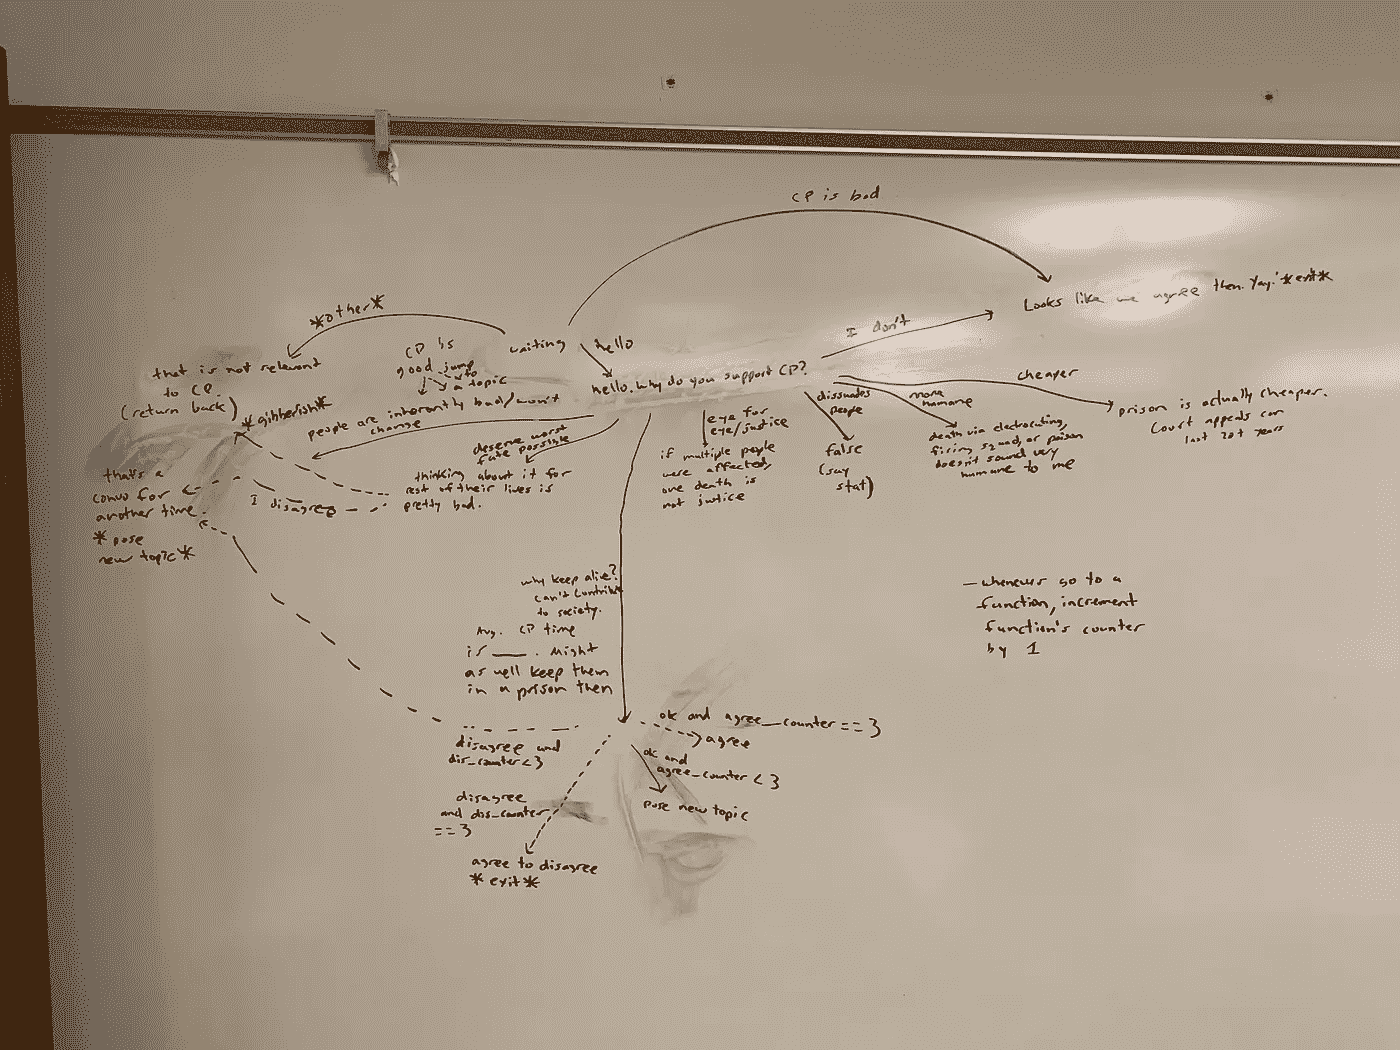 CP is bad
Looks like we agree then. Yay! *exit*
*other*
I don't
waiting
hello
CP is
good jump
to
a topic
that is not relevant
to CP.
(return back)
hello. Why do you support CP?
cheaper
dissuades
people
more
humane
*gibberish*
people are inherantly bad/won't
change
prison is actually cheaper.
Court appeals can
last 20+ years
eye for
eye/justice
deserve worst
fate possible
death via electrocuting,
firing squad, or poison
doesn't sound very
humane to me
false
(say
stat)
if multiple people
were affected,
one death is
not justice
thinking about it for
rest of their lives is
pretty bad.
that's a
convo for
another time.
*pose
new topic*
I disagree
why keep alive?
can't contribute
to society.
Avg. CP time
is ____. Might
as well keep them
in a prison then
- whenever go to a
function, increment
function's counter
by 1
ok and agree_counter == 3
agree
disagree and
dis_counter < 3
ok and
agree_counter < 3
pose new topic
disagree
and dis_counter
== 3
agree to disagree
*exit*